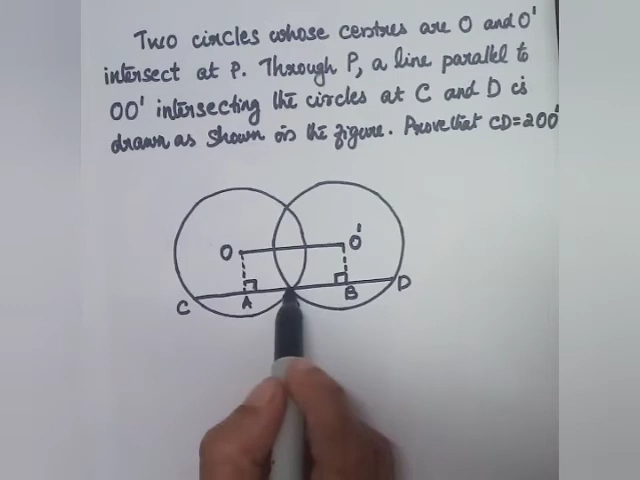 Two circles whose centres are O and O'
intersect at P. Through P, a line parallel to
OO' intersecting the circles at C and D is
drawn as shown in the figure. Prove that CD=2OO'
O
O'
C
A
B
D